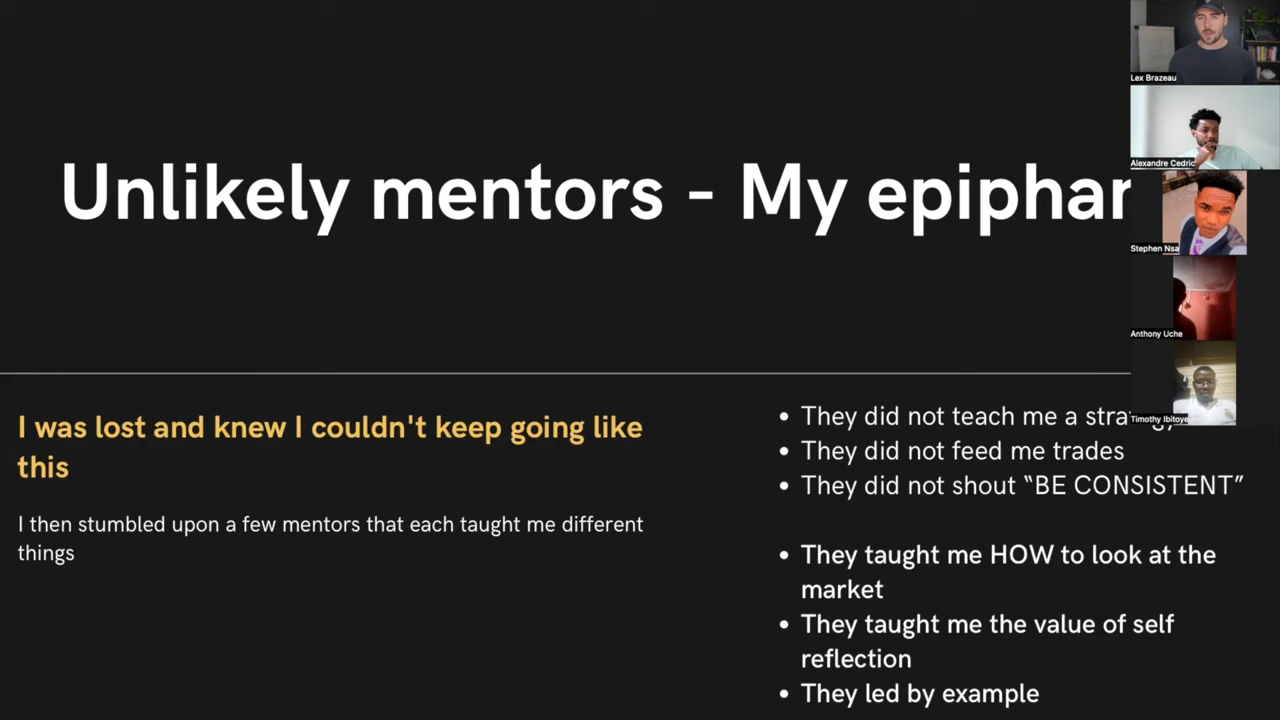 Unlikely mentors - My epiphan
I was lost and knew I couldn't keep going like
this
I then stumbled upon a few mentors that each taught me different
things
They did not teach me a strategy
They did not feed me trades
They did not shout “BE CONSISTENT”
They taught me HOW to look at the
market
They taught me the value of self
reflection
They led by example
Lex Brazeau
Alexandre Cedric
Stephen Nsa
Anthony Uche
Timothy Ibitoye